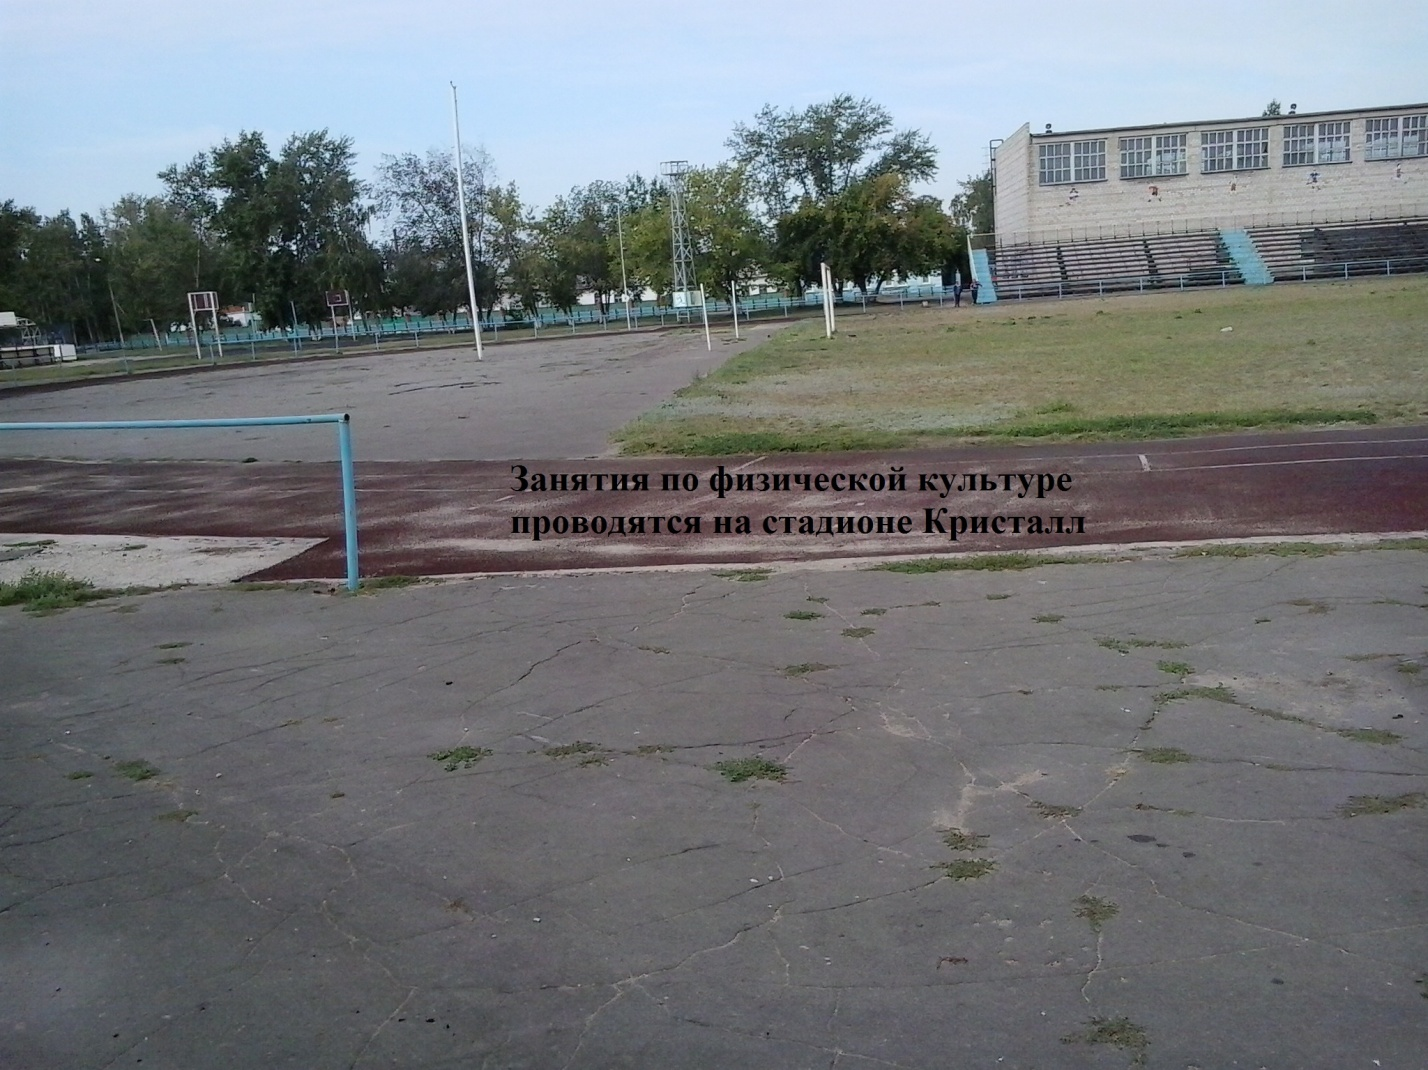 Занятия по физической культуре
проводятся на стадионе Кристалл